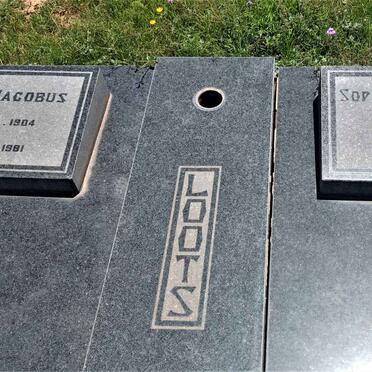 JACOBUS
. 1904
1981
LOOTS
SOP